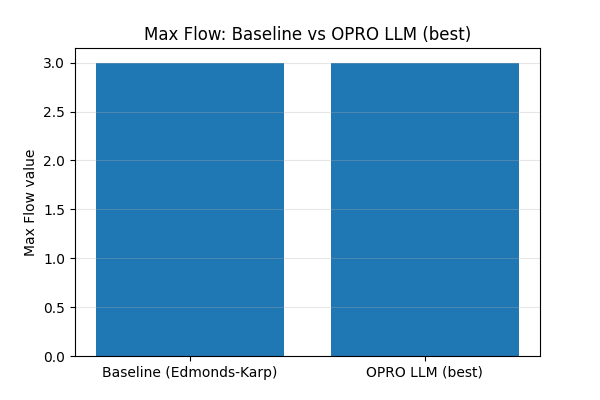 Max Flow: Baseline vs OPRO LLM (best)
3.0
2.5
2.0
1.5
1.0
0.5
0.0
Max Flow value
Baseline (Edmonds-Karp)
OPRO LLM (best)